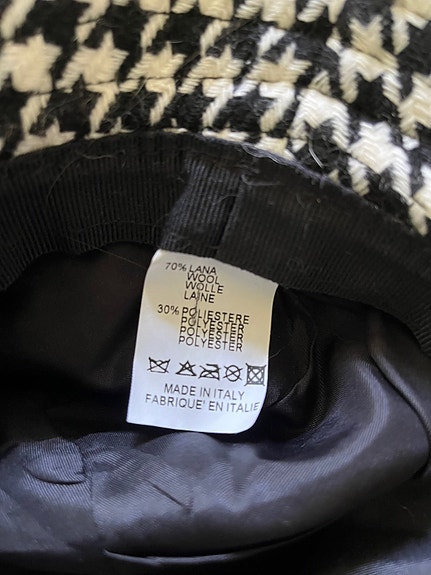 70% LANA
WOOL
WOLLE
LAINE
30% POLIESTERE
POLYESTER
POLYESTER
POLYESTER
MADE IN ITALY
FABRIQUE' EN ITALIE